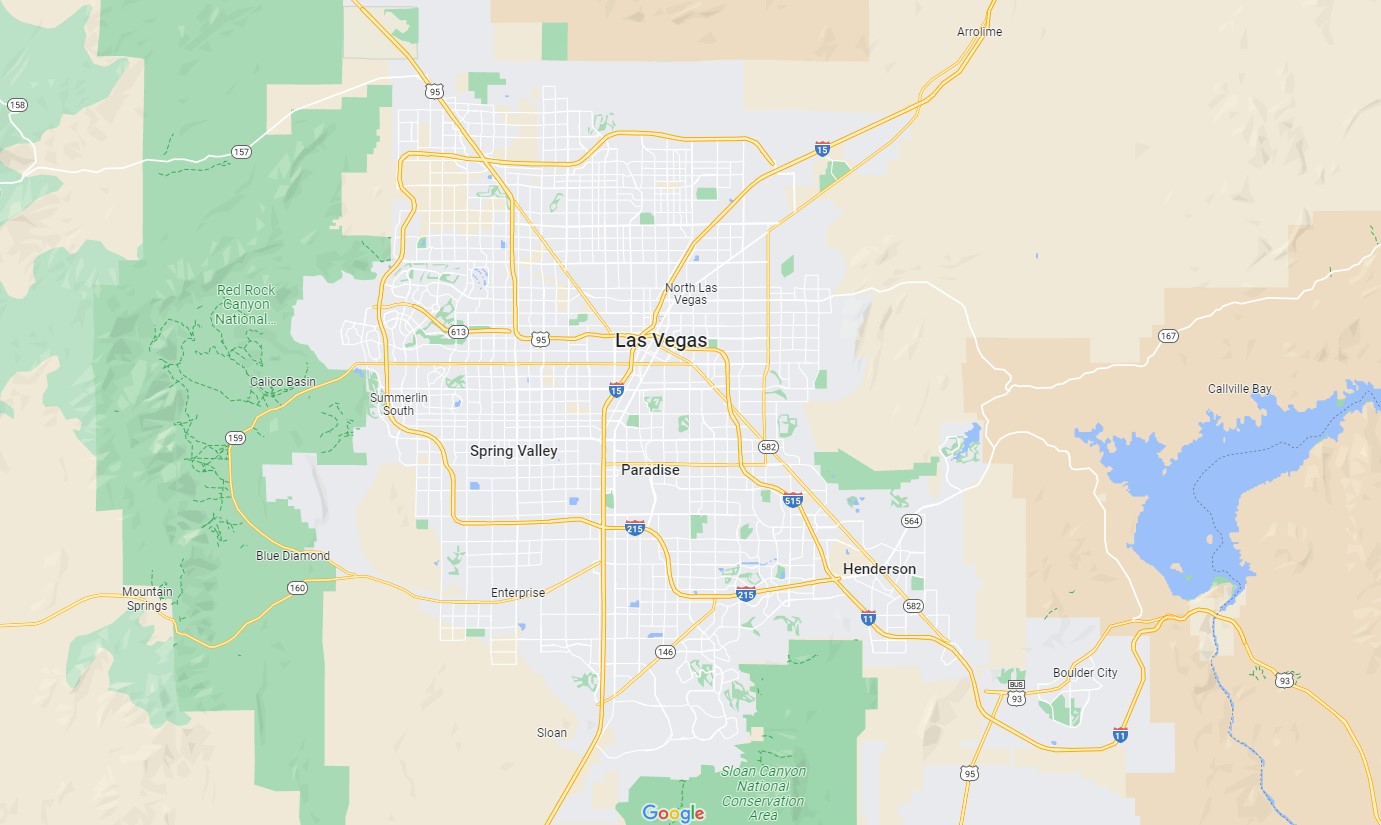 Arrolime
95
158
15
157
North Las
Vegas
Red Rock
Canyon
National...
613
95
Las Vegas
167
Calico Basin
15
Callville Bay
Summerlin
South
159
582
Spring Valley
Paradise
515
564
215
Blue Diamond
Henderson
160
Mountain
Springs
Enterprise
215
582
11
146
Boulder City
93
BUS
93
Sloan
11
95
Sloan Canyon
National
Conservation
Area
Google